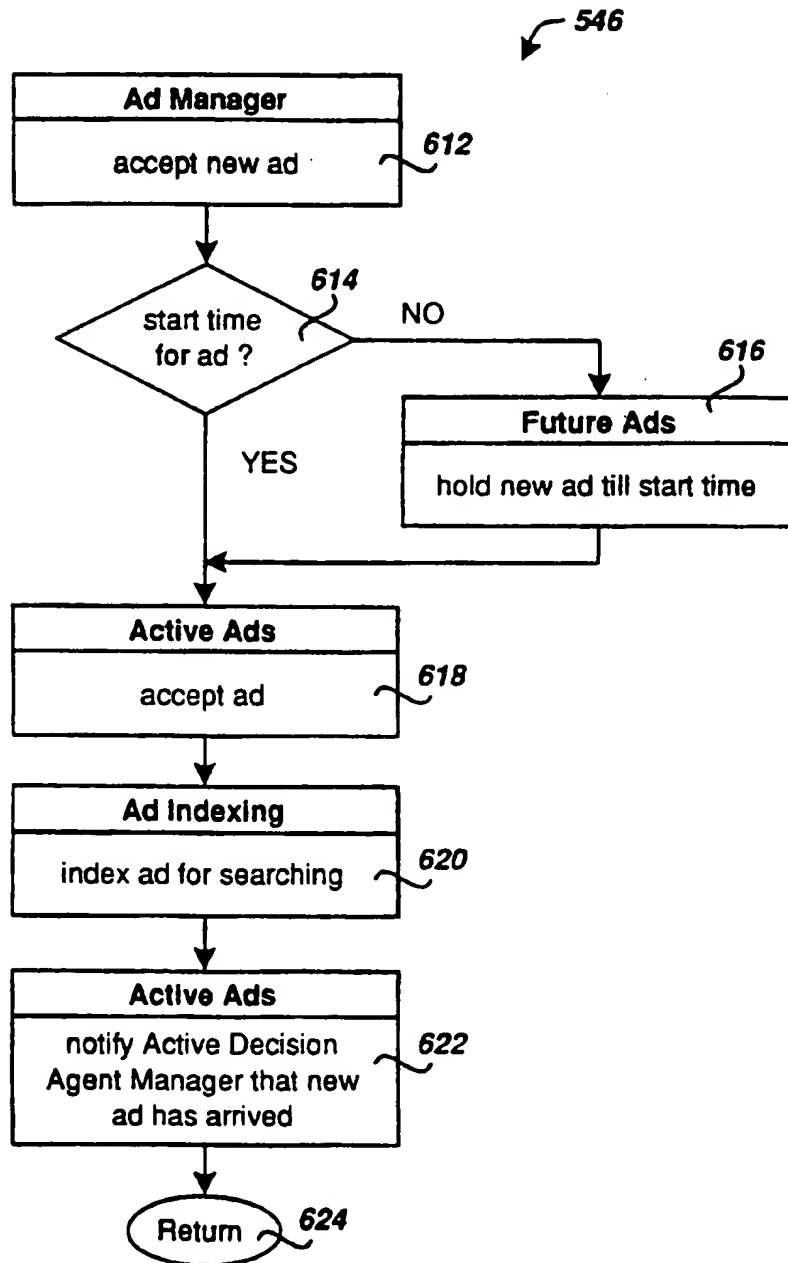 546
Ad Manager
accept new ad
612
start time
for ad ?
614
NO
YES
616
Future Ads
hold new ad till start time
Active Ads
accept ad
618
Ad Indexing
index ad for searching
620
Active Ads
notify Active Decision
Agent Manager that new
ad has arrived
622
Return
624